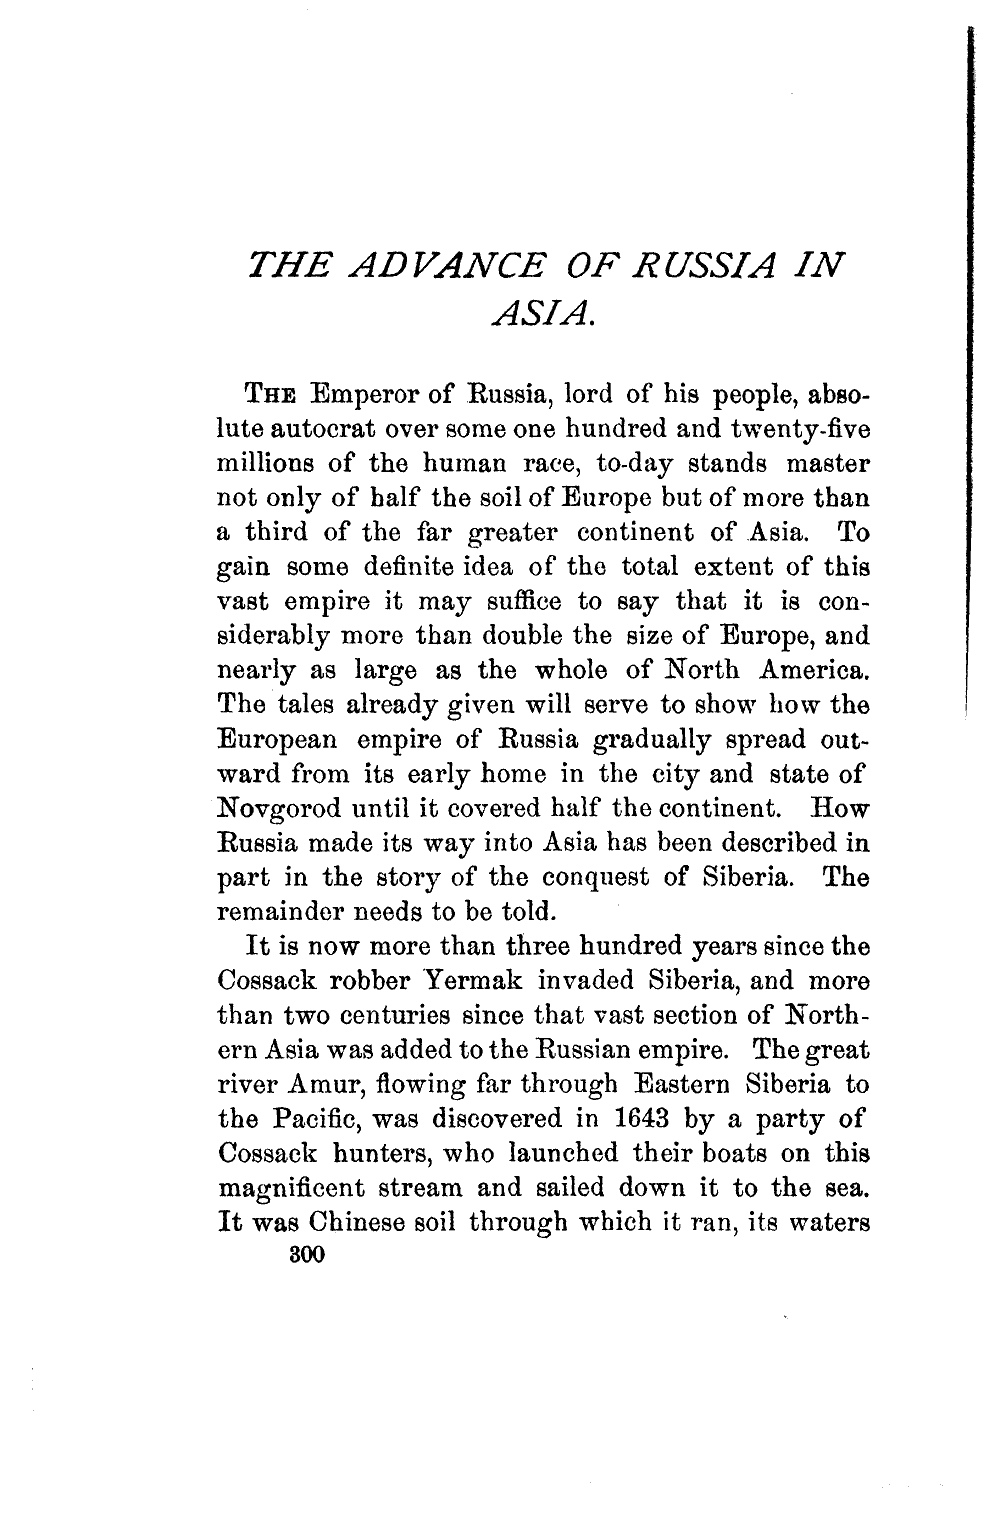 THE ADVANCE OF RUSSIA IN
ASIA.
THE Emperor of Russia, lord of his people, abso-
lute autocrat over some one hundred and twenty-five
millions of the human race, to-day stands master
not only of half the soil of Europe but of more than
a third of the far greater continent of Asia. To
gain some definite idea of the total extent of this
vast empire it may suffice to say that it is con-
siderably more than double the size of Europe, and
nearly as large as the whole of North America.
The tales already given will serve to show how the
European empire of Russia gradually spread out-
ward from its early home in the city and state of
Novgorod until it covered half the continent. How
Russia made its way into Asia has been described in
part in the story of the conquest of Siberia. The
remainder needs to be told.
It is now more than three hundred years since the
Cossack robber Yermak invaded Siberia, and more
than two centuries since that vast section of North-
ern Asia was added to the Russian empire. The great
river Amur, flowing far through Eastern Siberia to
the Pacific, was discovered in 1643 by a party of
Cossack hunters, who launched their boats on this
magnificent stream and sailed down it to the sea.
It was Chinese soil through which it ran, its waters
300